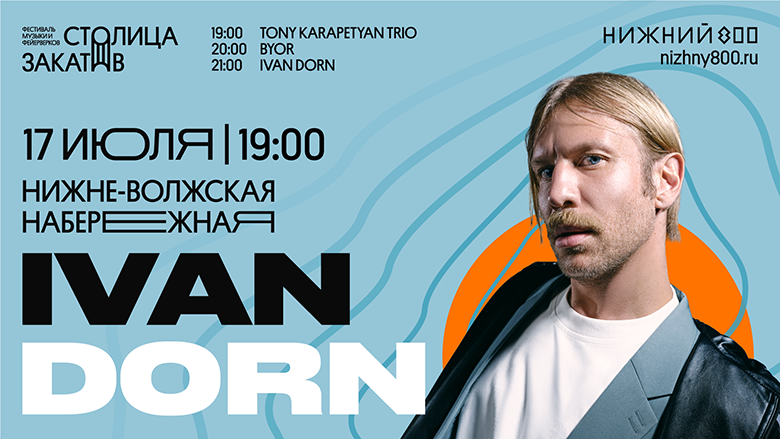 ФЕСТИВАЛЬ
МУЗЫКИ И
ФЕЙЕРВЕРКОВ
СТОЛИЦА
ЗАКАТОВ
19:00 TONY KARAPETYAN TRIO
20:00 BYOR
21:00 IVAN DORN
НИЖНИЙ 800
nizhny800.ru
17 ИЮЛЯ | 19:00
НИЖНЕ-ВОЛЖСКАЯ
НАБЕРЕЖНАЯ
IVAN
DORN